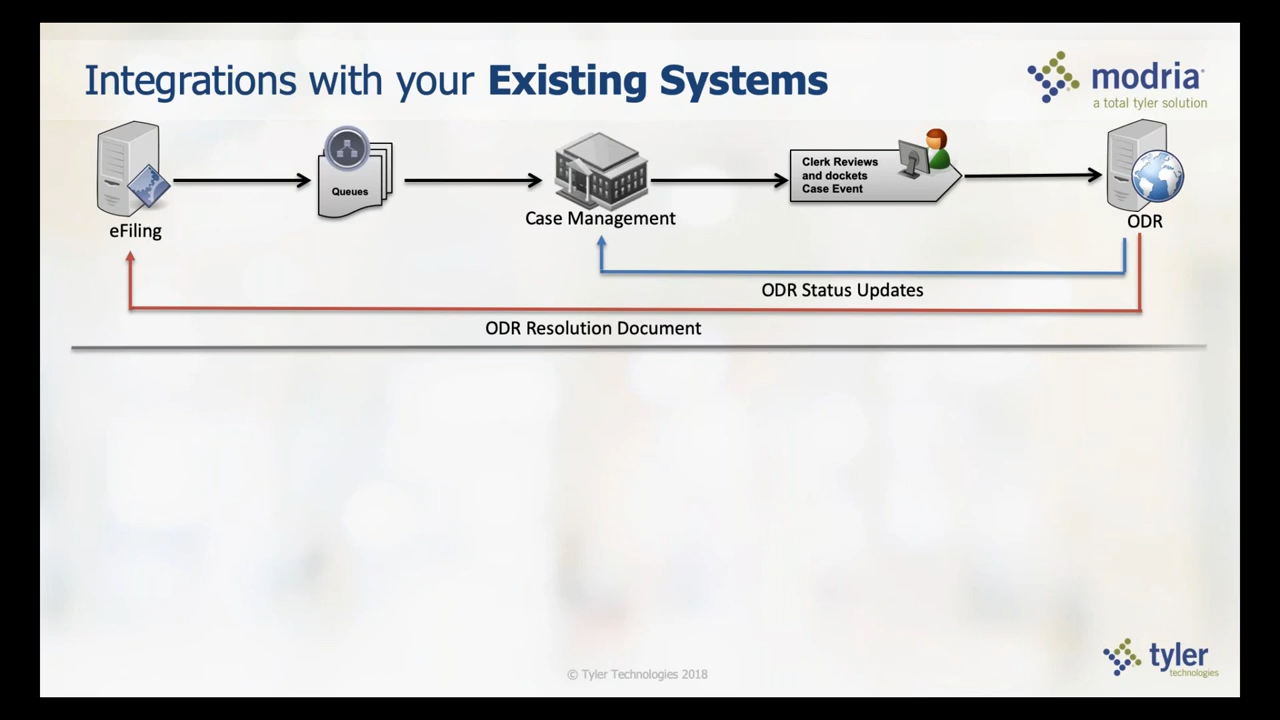 Integrations with your Existing Systems
modria
a total tyler solution
Queues
Clerk Reviews
and dockets
Case Event
eFiling
Case Management
ODR
ODR Status Updates
ODR Resolution Document
© Tyler Technologies 2018
tyler
technologies